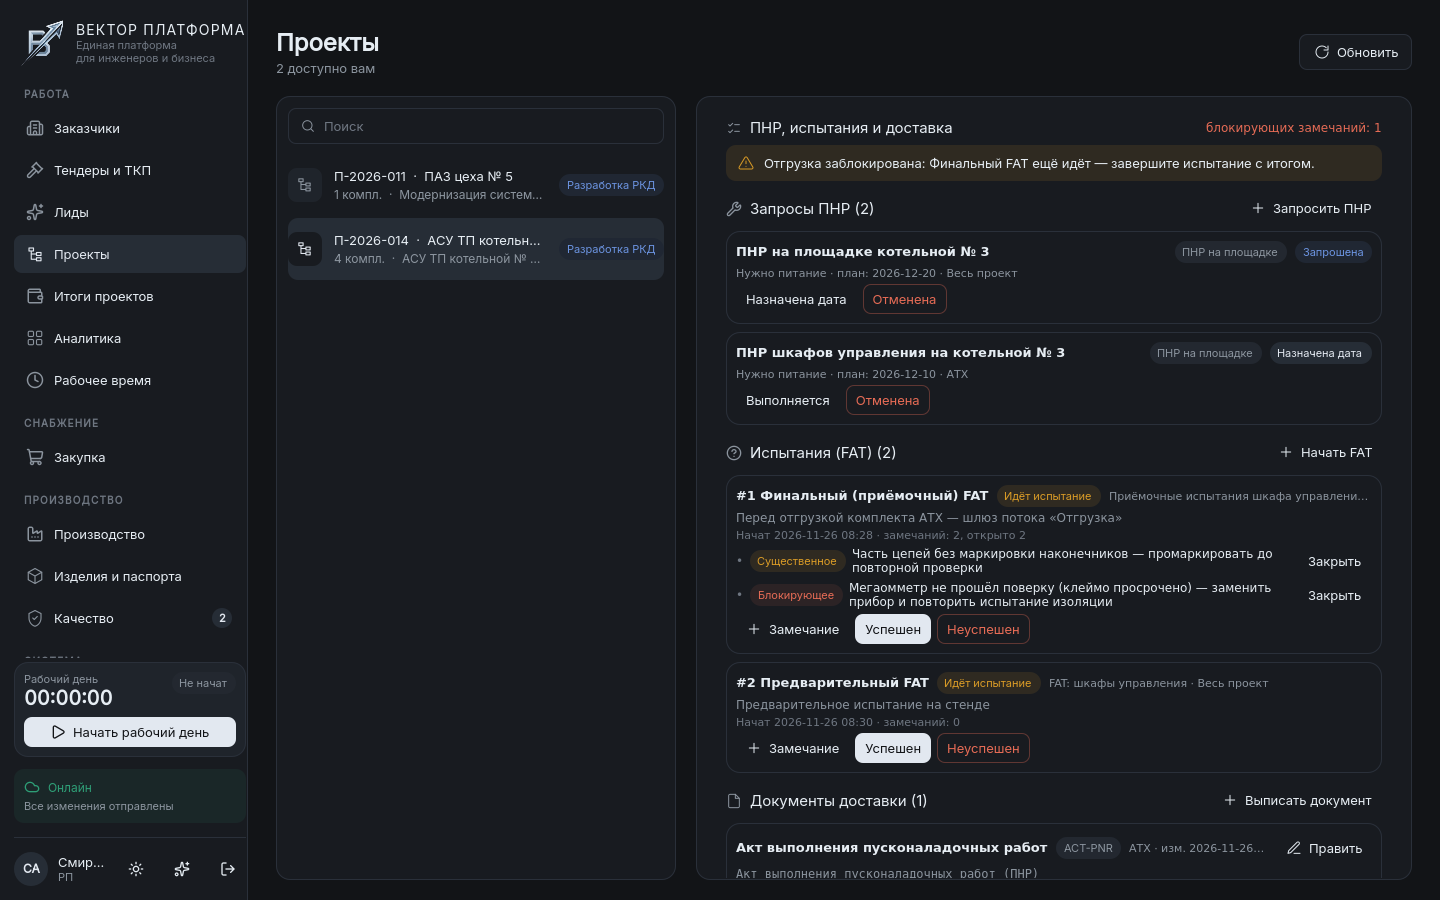 ВЕКТОР ПЛАТФОРМА
Единая платформа
для инженеров и бизнеса
РАБОТА
Заказчики
Тендеры и ТКП
Лиды
Проекты
Итоги проектов
Аналитика
Рабочее время
СНАБЖЕНИЕ
Закупка
ПРОИЗВОДСТВО
Производство
Изделия и паспорта
Качество 2
Рабочий день
Не начат
00:00:00
Начать рабочий день
Онлайн
Все изменения отправлены
СА
Смир...
РП
Проекты
2 доступно вам
Обновить
Поиск
П-2026-011 · ПАЗ цеха № 5
1 компл. · Модернизация систем...
Разработка РКД
П-2026-014 · АСУ ТП котельн...
4 компл. · АСУ ТП котельной № ...
Разработка РКД
ПНР, испытания и доставка
блокирующих замечаний: 1
Отгрузка заблокирована: Финальный FAT ещё идёт — завершите испытание с итогом.
Запросы ПНР (2)
Запросить ПНР
ПНР на площадке котельной № 3
ПНР на площадке
Запрошена
Нужно питание · план: 2026-12-20 · Весь проект
Назначена дата
Отменена
ПНР шкафов управления на котельной № 3
ПНР на площадке
Назначена дата
Нужно питание · план: 2026-12-10 · АТХ
Выполняется
Отменена
Испытания (FAT) (2)
Начать FAT
#1 Финальный (приёмочный) FAT
Идёт испытание
Приёмочные испытания шкафа управлени...
Перед отгрузкой комплекта АТХ — шлюз потока «Отгрузка»
Начат 2026-11-26 08:28 · замечаний: 2, открыто 2
• Существенное
Часть цепей без маркировки наконечников — промаркировать до
повторной проверки
Закрыть
• Блокирующее
Мегаомметр не прошёл поверку (клеймо просрочено) — заменить
прибор и повторить испытание изоляции
Закрыть
Замечание
Успешен
Неуспешен
#2 Предварительный FAT
Идёт испытание
FAT: шкафы управления · Весь проект
Предварительное испытание на стенде
Начат 2026-11-26 08:30 · замечаний: 0
Замечание
Успешен
Неуспешен
Документы доставки (1)
Выписать документ
Акт выполнения пусконаладочных работ
ACT-PNR
АТХ · изм. 2026-11-26...
Править
Акт выполнения пусконаладочных работ (ПНР)